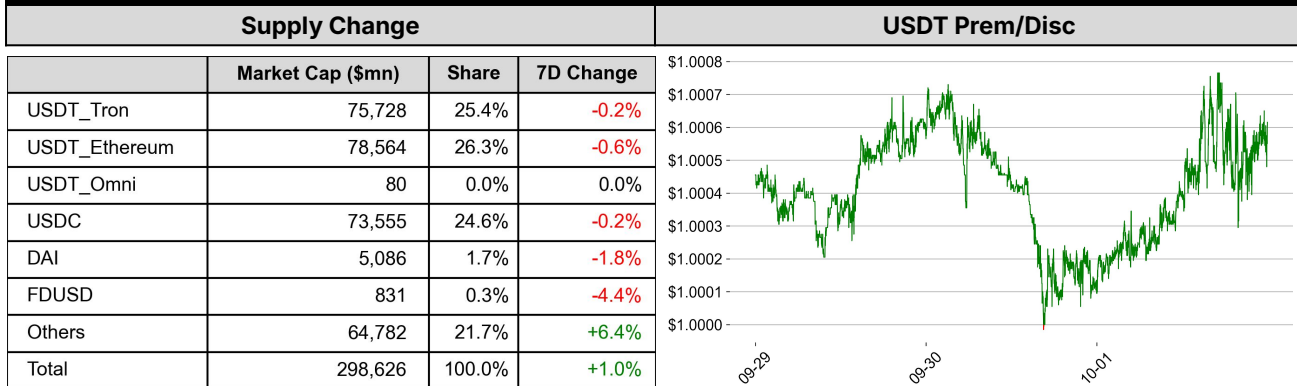 Supply Change
Market Cap ($mn) Share 7D Change
USDT_Tron 75,728 25.4% -0.2%
USDT_Ethereum 78,564 26.3% -0.6%
USDT_Omni 80 0.0% 0.0%
USDC 73,555 24.6% -0.2%
DAI 5,086 1.7% -1.8%
FDUSD 831 0.3% -4.4%
Others 64,782 21.7% +6.4%
Total 298,626 100.0% +1.0%
USDT Prem/Disc
$1.0008
$1.0007
$1.0006
$1.0005
$1.0004
$1.0003
$1.0002
$1.0001
$1.0000
09-29 09-30 10-01